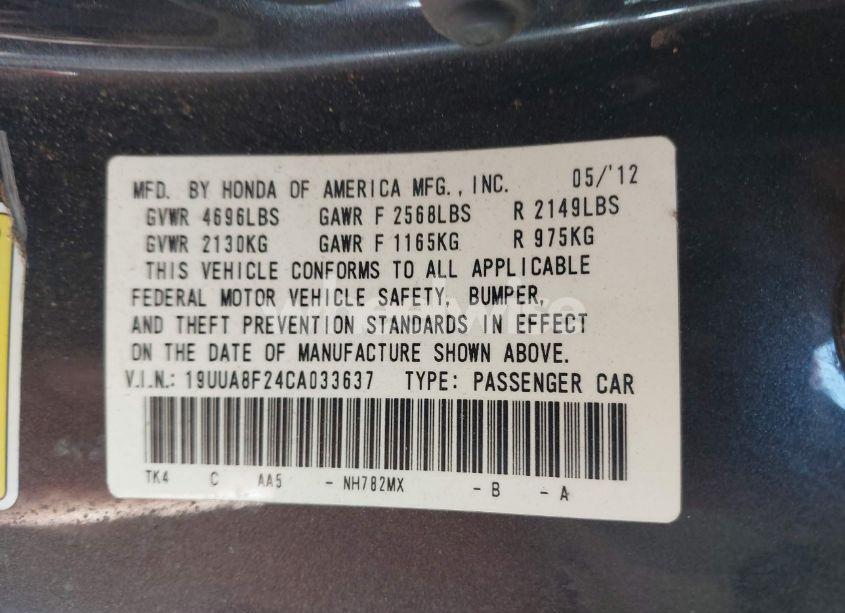 MFD. BY HONDA OF AMERICA MFG., INC. 05/'12
GVWR 4696LBS GAWR F 2568LBS R 2149LBS
GVWR 2130KG GAWR F 1165KG R 975KG
THIS VEHICLE CONFORMS TO ALL APPLICABLE
FEDERAL MOTOR VEHICLE SAFETY, BUMPER,
AND THEFT PREVENTION STANDARDS IN EFFECT
ON THE DATE OF MANUFACTURE SHOWN ABOVE.
V.I.N.: 19UUA8F24CA033637 TYPE: PASSENGER CAR
TK4 C AA5 - NH782MX - B - A